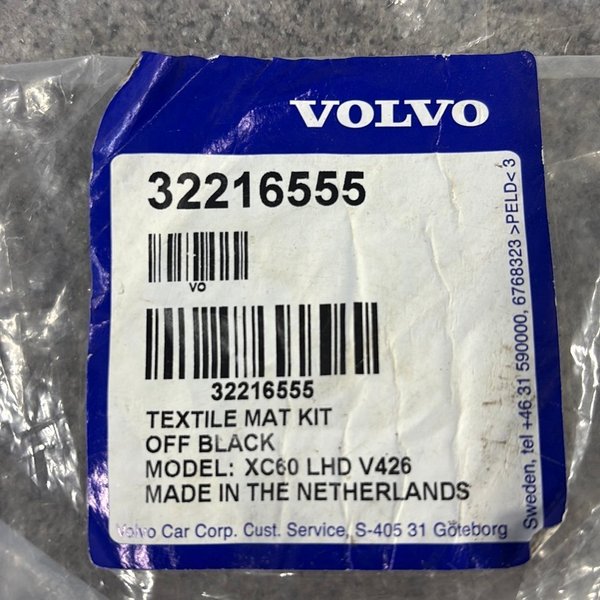 VOLVO
32216555
VO
32216555
TEXTILE MAT KIT
OFF BLACK
MODEL: XC60 LHD V426
MADE IN THE NETHERLANDS
Volvo Car Corp. Cust. Service, S-405 31 Göteborg
Sweden, tel +46 31 590000, 6768323 >PELD< 3